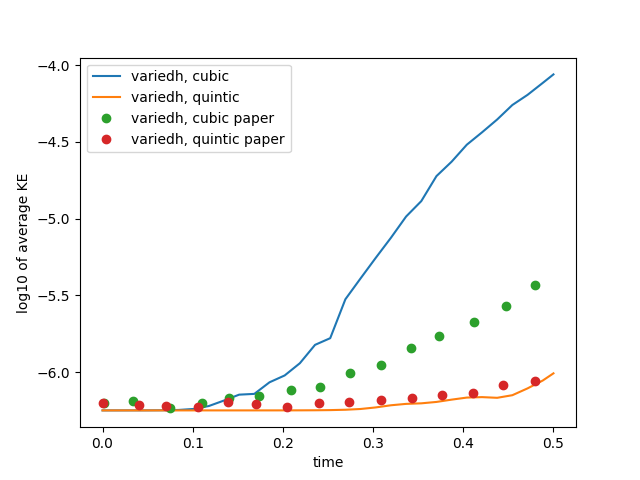 −4.0
−4.5
−5.0
−5.5
−6.0
log10 of average KE
variedh, cubic
variedh, quintic
variedh, cubic paper
variedh, quintic paper
0.0 0.1 0.2 0.3 0.4 0.5
time